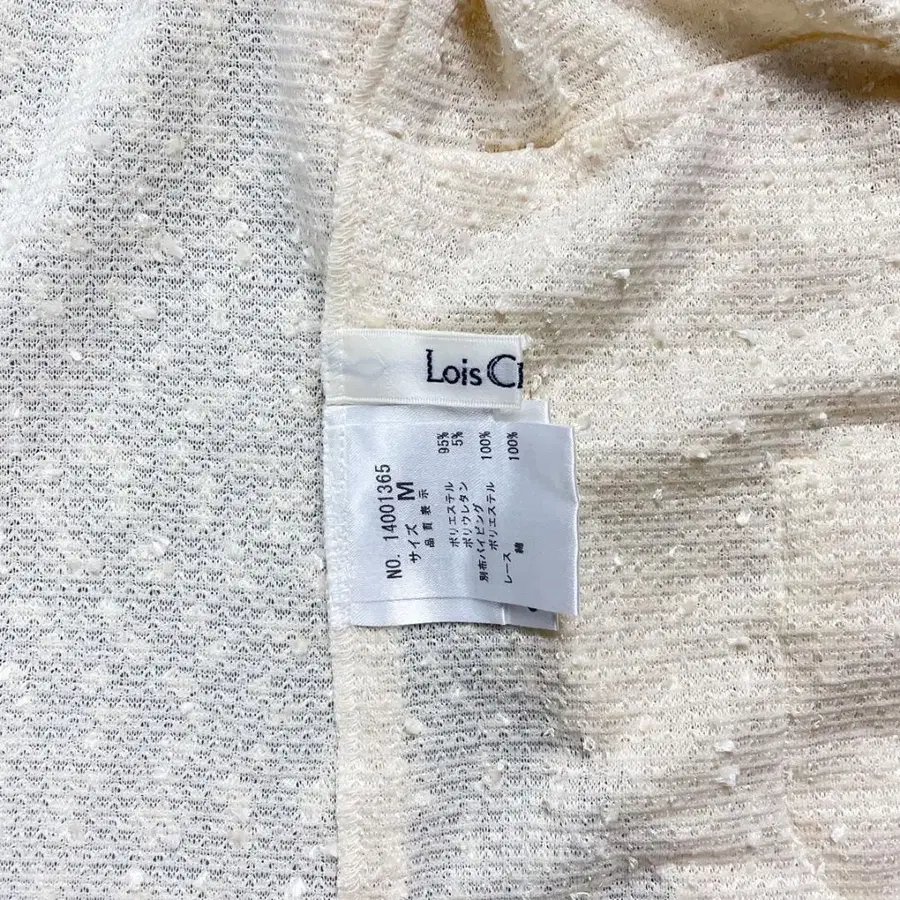 Lois C
NO. 14001365
サイズ M
品質表示
ポリエステル 95%
ポリウレタン 5%
別布パイピング
ポリエステル 100%
レース
綿 100%